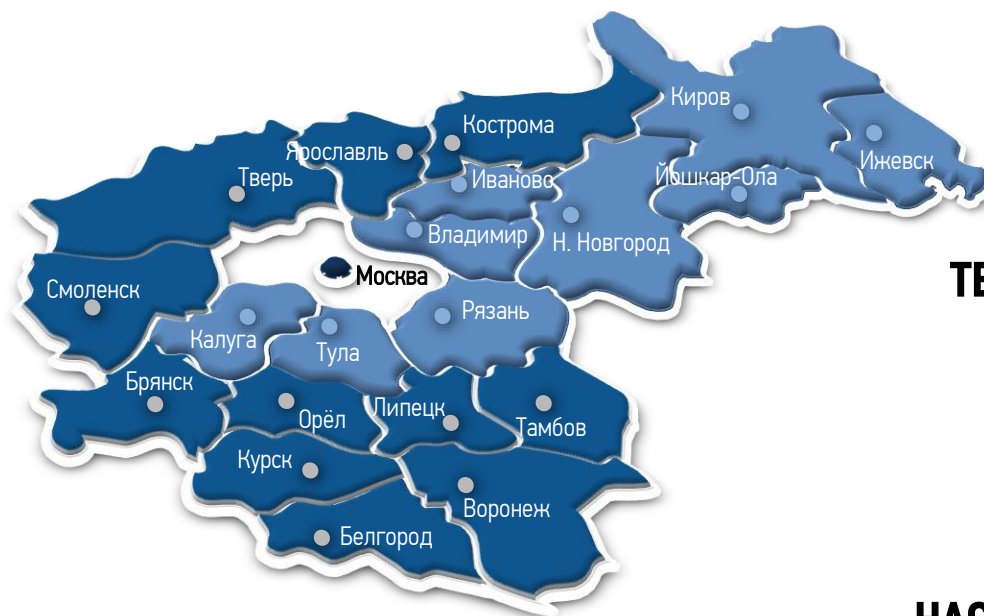 Киров
Кострома
Ижевск
Ярославль
Йошкар-Ола
Иваново
Тверь
Владимир
Н. Новгород
Москва
ТЕ
Смоленск
Рязань
Калуга
Тула
Брянск
Липецк
Орёл
Тамбов
Курск
Воронеж
Белгород